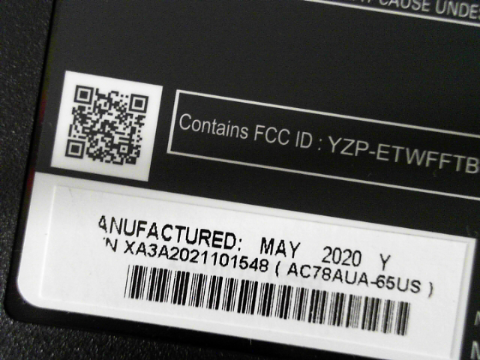 CAUSE UNDE
Contains FCC ID : YZP-ETWFFTB
ANUFACTURED: MAY 2020 Y
N XA3A2021101548 ( AC78AUA-65US )